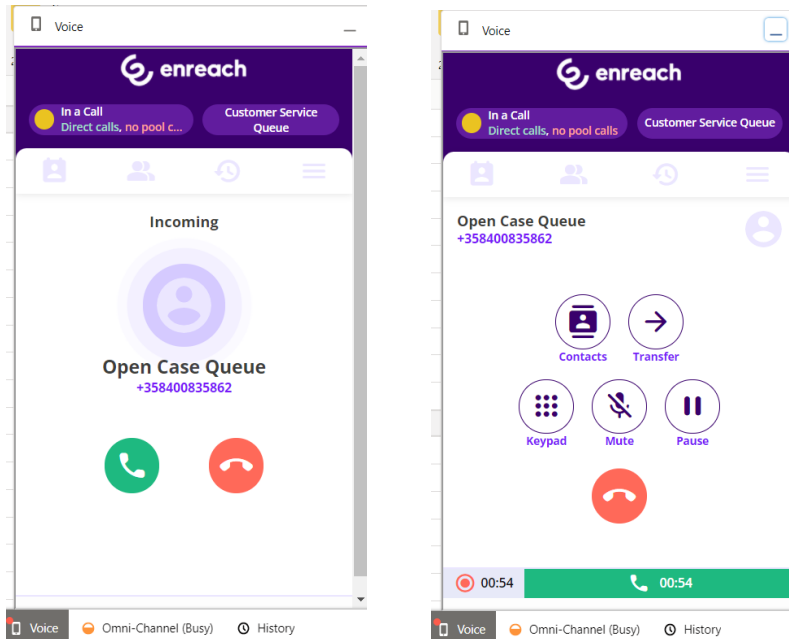 Voice
enreach
In a Call
Direct calls, no pool c...
Customer Service
Queue
Incoming
Open Case Queue
+358400835862
Voice
Omni-Channel (Busy)
History
Voice
enreach
In a Call
Direct calls, no pool calls
Customer Service Queue
Open Case Queue
+358400835862
Contacts
Transfer
Keypad
Mute
Pause
00:54
00:54
Voice
Omni-Channel (Busy)
History